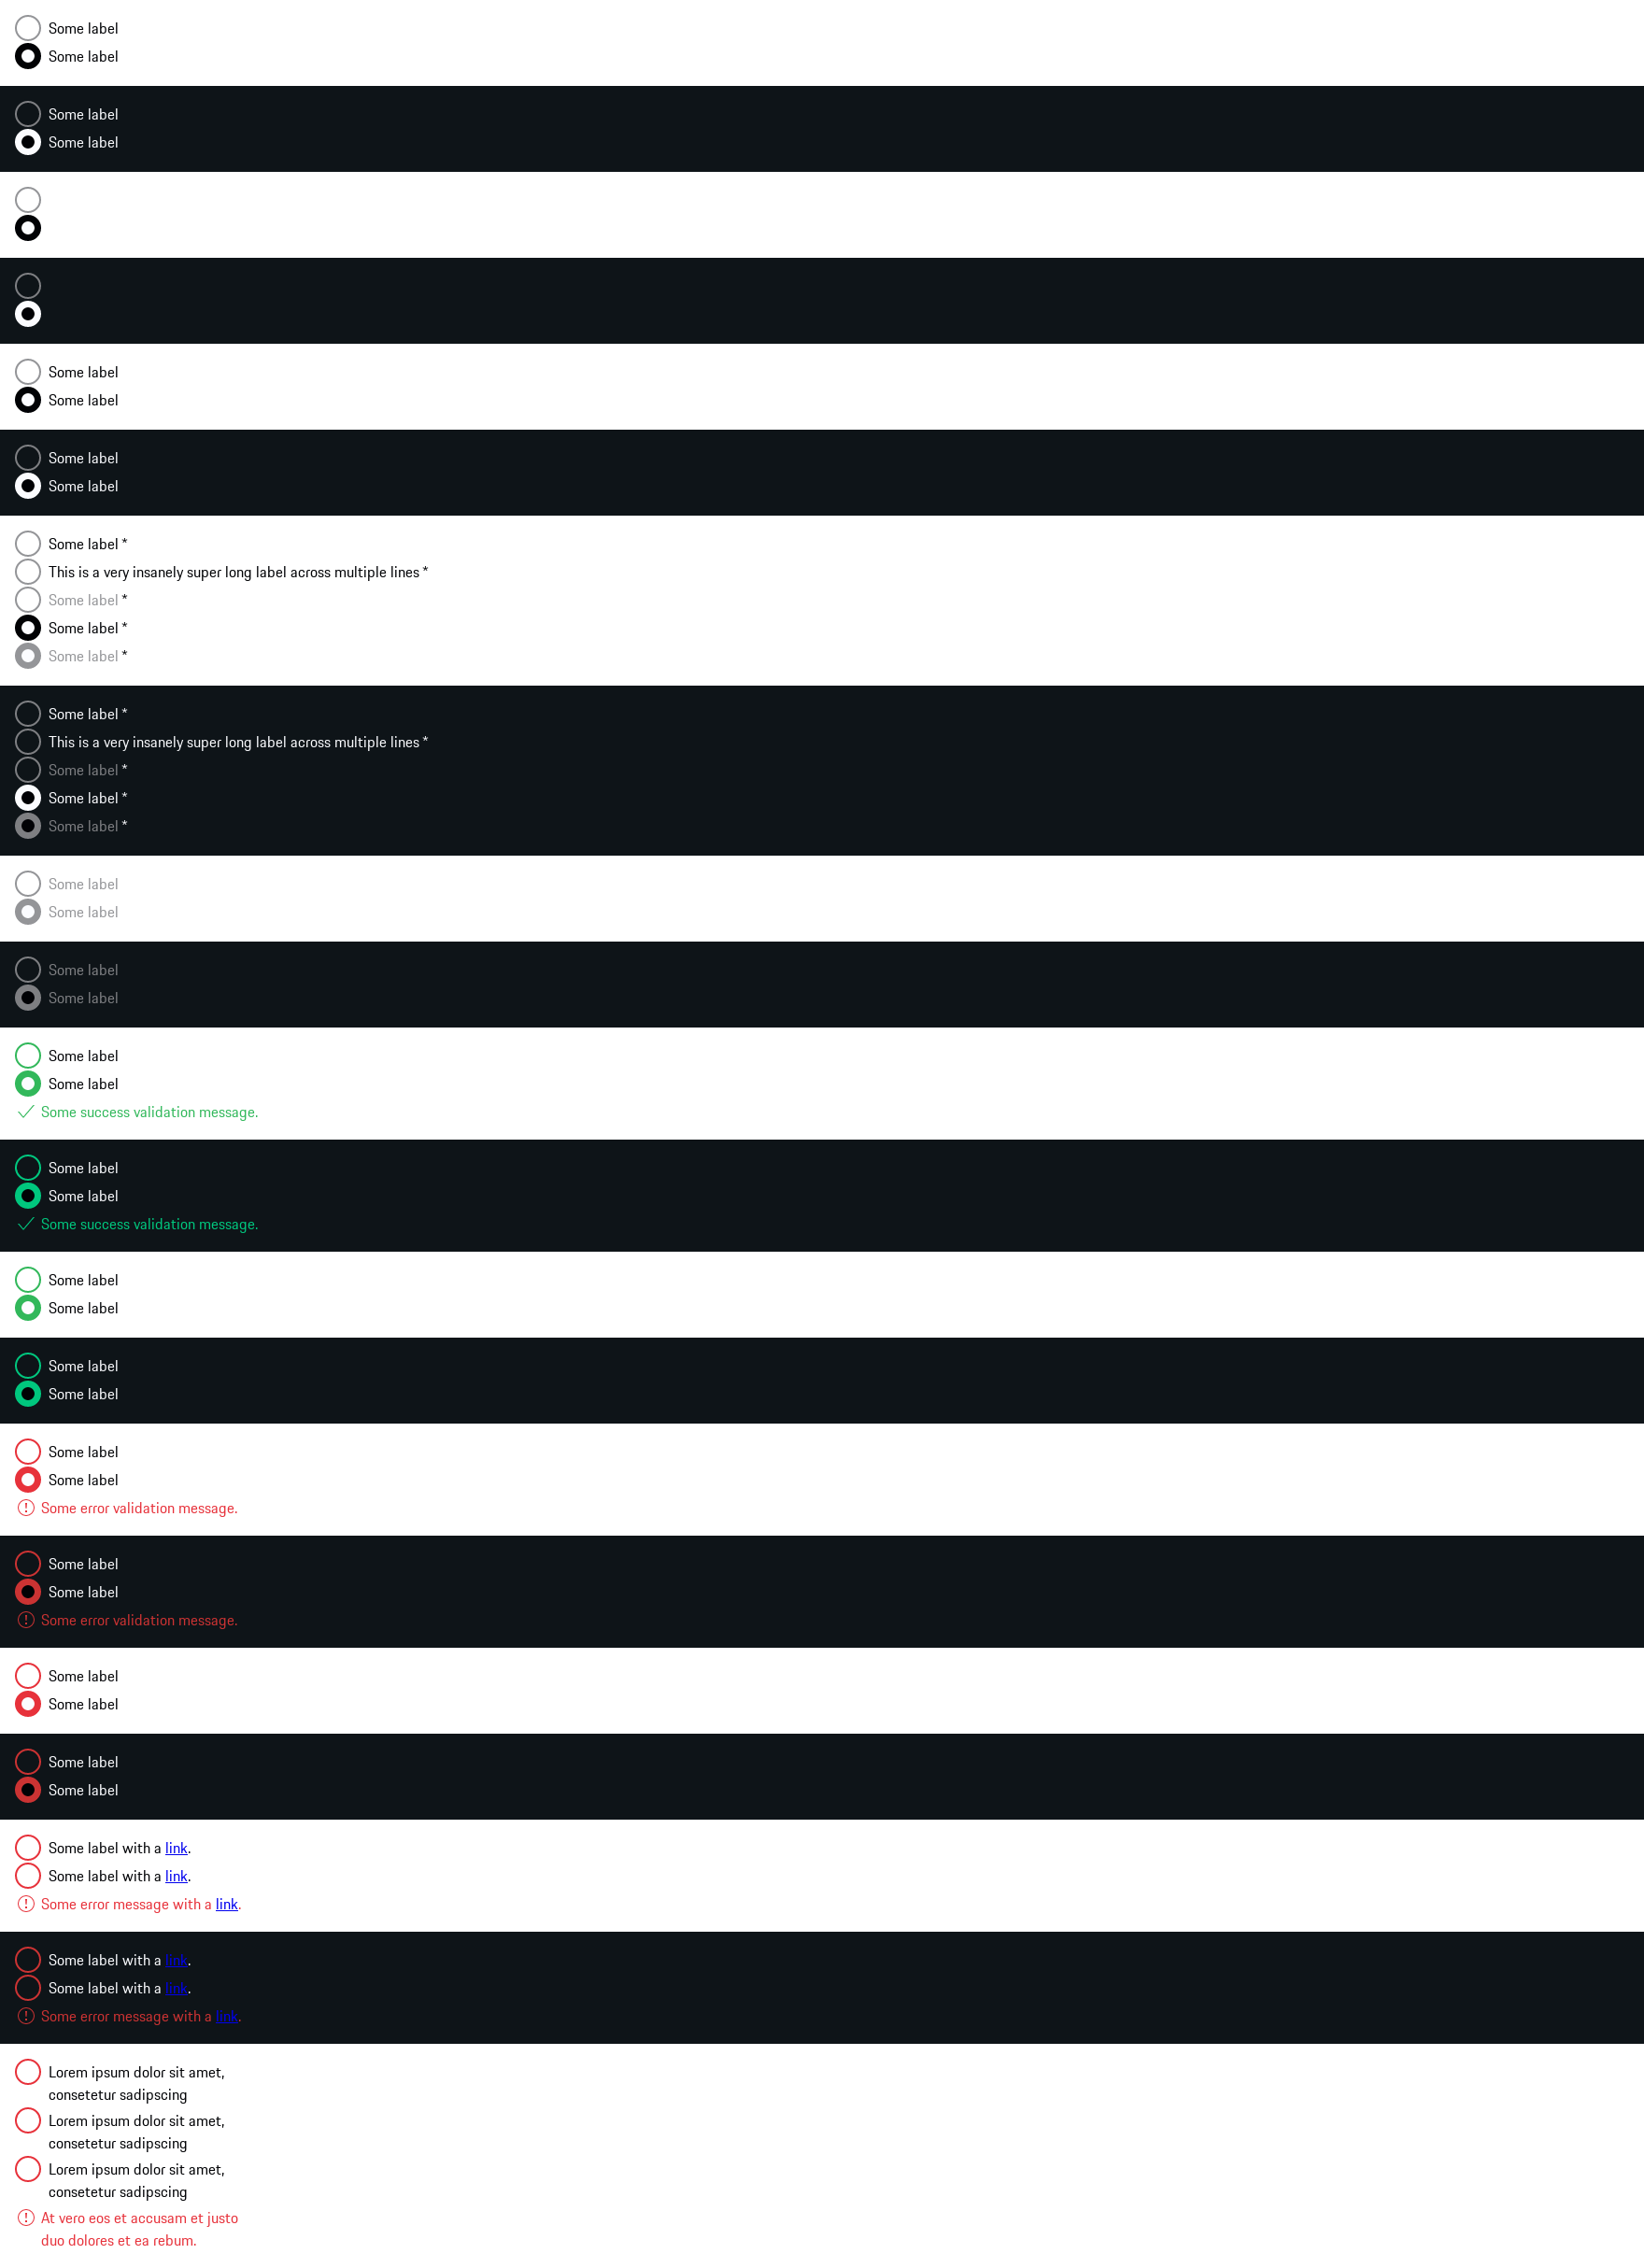 Some label
Some label
Some label
Some label
Some label
Some label
Some label
Some label
Some label *
This is a very insanely super long label across multiple lines *
Some label *
Some label *
Some label *
Some label *
This is a very insanely super long label across multiple lines *
Some label *
Some label *
Some label *
Some label
Some label
Some label
Some label
Some label
Some label
Some success validation message.
Some label
Some label
Some success validation message.
Some label
Some label
Some label
Some label
Some label
Some label
Some error validation message.
Some label
Some label
Some error validation message.
Some label
Some label
Some label
Some label
Some label with a link.
Some label with a link.
Some error message with a link.
Some label with a link.
Some label with a link.
Some error message with a link.
Lorem ipsum dolor sit amet,
consetetur sadipscing
Lorem ipsum dolor sit amet,
consetetur sadipscing
Lorem ipsum dolor sit amet,
consetetur sadipscing
At vero eos et accusam et justo
duo dolores et ea rebum.